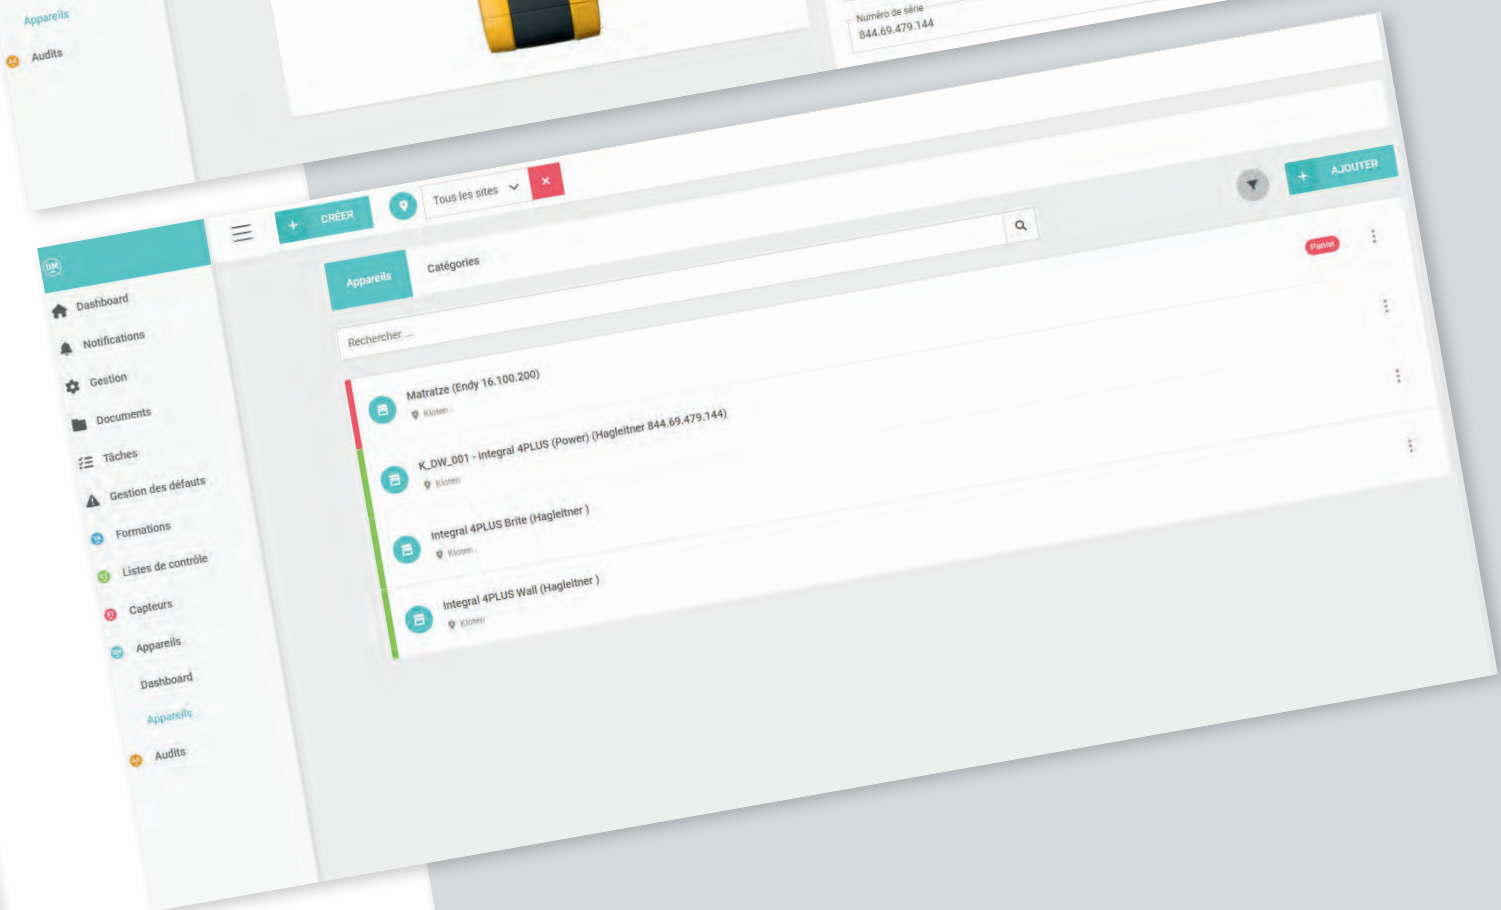 Appareils
Audits
Numéro de série
844.69.479.144
DM
+ CRÉER
Tous les sites
×
+ AJOUTER
Dashboard
Notifications
Gestion
Documents
Tâches
Gestion des défauts
Formations
Listes de contrôle
Capteurs
Appareils
Dashboard
Appareils
Audits
Appareils
Catégories
Rechercher ...
Matratze (Endy 16.100.200)
Kloten
Panne
K_DW_001 - integral 4PLUS (Power) (Hagleitner 844.69.479.144)
Kloten
Integral 4PLUS Brite (Hagleitner )
Kloten
Integral 4PLUS Wall (Hagleitner )
Kloten